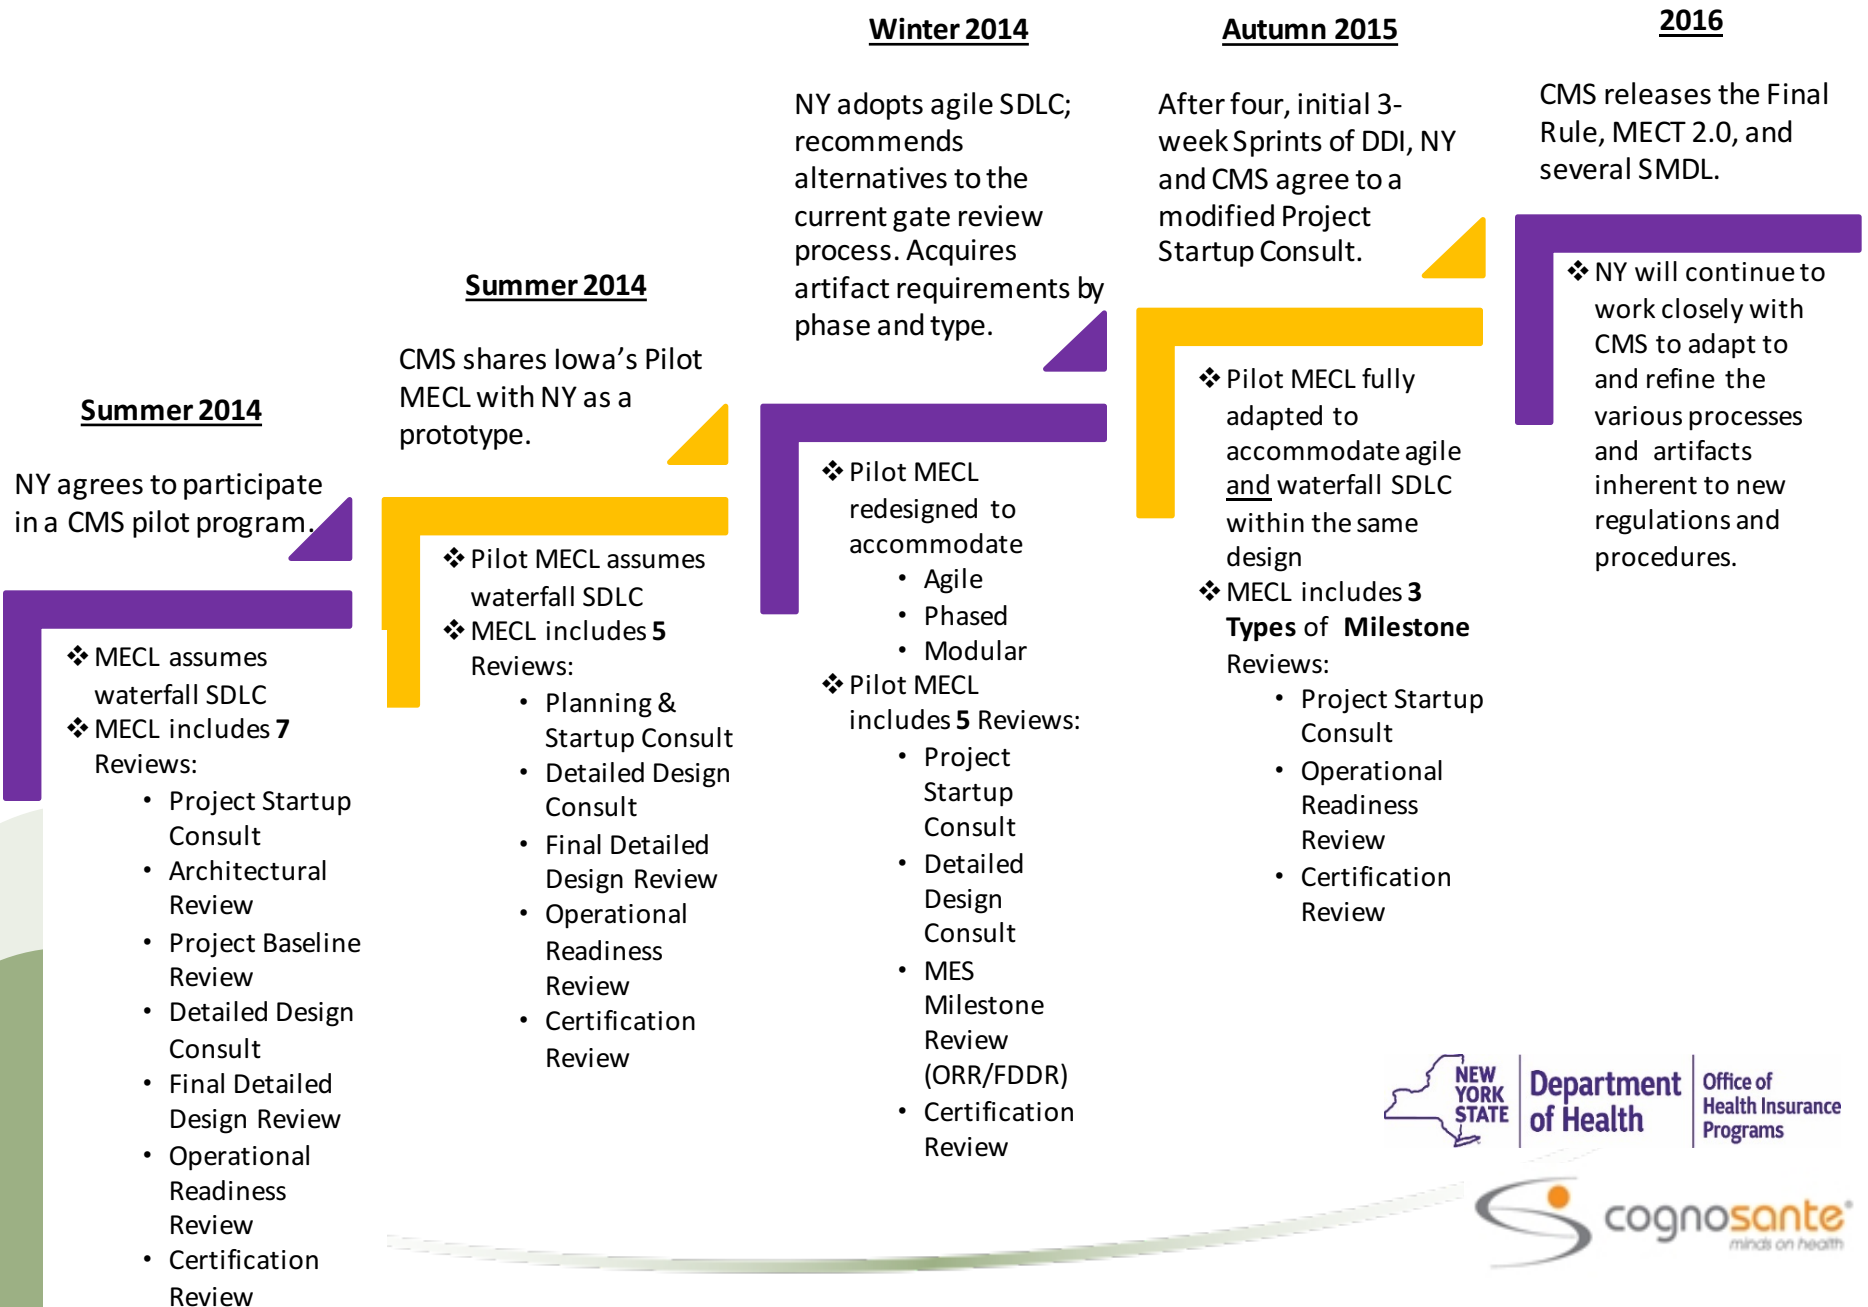 Summer 2014
NY agrees to participate
in a CMS pilot program.
❖ MECL assumes
waterfall SDLC
❖ MECL includes 7
Reviews:
• Project Startup
Consult
• Architectural
Review
• Project Baseline
Review
• Detailed Design
Consult
• Final Detailed
Design Review
• Operational
Readiness
Review
• Certification
Review
Summer 2014
CMS shares Iowa's Pilot
MECL with NY as a
prototype.
❖ Pilot MECL assumes
waterfall SDLC
❖ MECL includes 5
Reviews:
• Planning &
Startup Consult
• Detailed Design
Consult
• Final Detailed
Design Review
• Operational
Readiness
Review
• Certification
Review
Winter 2014
NY adopts agile SDLC;
recommends
alternatives to the
current gate review
process. Acquires
artifact requirements by
phase and type.
❖ Pilot MECL
redesigned to
accommodate
• Agile
• Phased
• Modular
❖ Pilot MECL
includes 5 Reviews:
• Project
Startup
Consult
• Detailed
Design
Consult
• MES
Milestone
Review
(ORR/FDDR)
• Certification
Review
Autumn 2015
After four, initial 3-
week Sprints of DDI, NY
and CMS agree to a
modified Project
Startup Consult.
❖ Pilot MECL fully
adapted to
accommodate agile
and waterfall SDLC
within the same
design
❖ MECL includes 3
Types of Milestone
Reviews:
• Project Startup
Consult
• Operational
Readiness
Review
• Certification
Review
2016
CMS releases the Final
Rule, MECT 2.0, and
several SMDL.
❖ NY will continue to
work closely with
CMS to adapt to
and refine the
various processes
and artifacts
inherent to new
regulations and
procedures.
NEW
YORK
STATE
Department
of Health
Office of
Health Insurance
Programs
cognosante®
minds on health